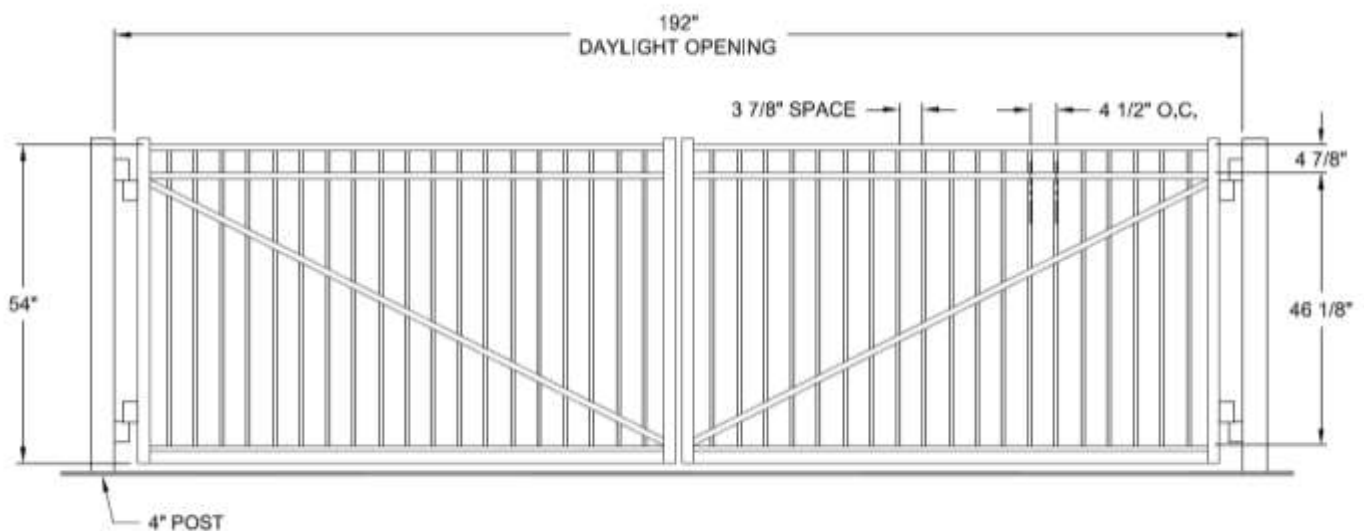 192"
DAYLIGHT OPENING
3 7/8" SPACE
4 1/2" O.C.
4 7/8"
54"
46 1/8"
4" POST